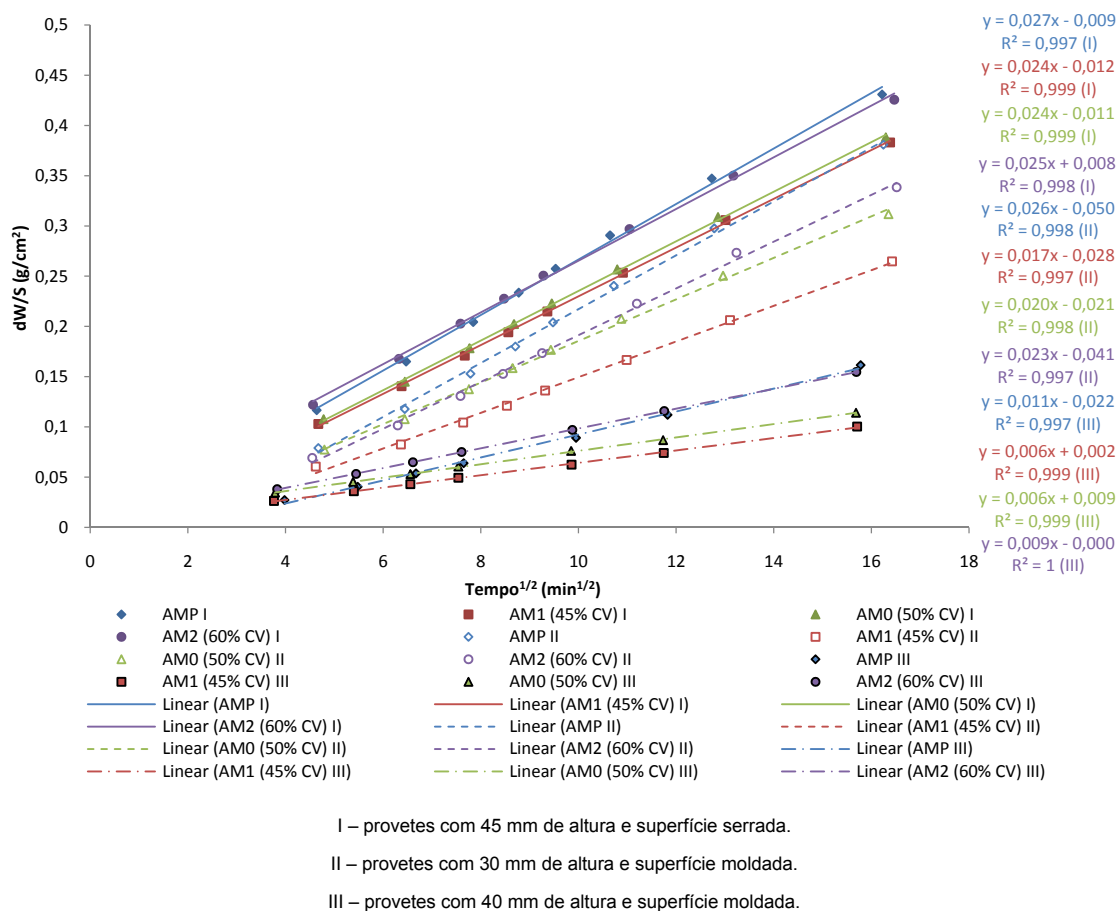 0,5
0,45
0,4
0,35
0,3
0,25
0,2
0,15
0,1
0,05
0
dW/S (g/cm²)
0 2 4 6 8 10 12 14 16 18
Tempo^1/2 (min^1/2)
y = 0,027x - 0,009
R² = 0,997 (I)
y = 0,024x - 0,012
R² = 0,999 (I)
y = 0,024x - 0,011
R² = 0,999 (I)
y = 0,025x + 0,008
R² = 0,998 (I)
y = 0,026x - 0,050
R² = 0,998 (II)
y = 0,017x - 0,028
R² = 0,997 (II)
y = 0,020x - 0,021
R² = 0,998 (II)
y = 0,023x - 0,041
R² = 0,997 (II)
y = 0,011x - 0,022
R² = 0,997 (III)
y = 0,006x + 0,002
R² = 0,999 (III)
y = 0,006x + 0,009
R² = 0,999 (III)
y = 0,009x - 0,000
R² = 1 (III)
AMP I AM1 (45% CV) I AM0 (50% CV) I
AM2 (60% CV) I AMP II AM1 (45% CV) II
AM0 (50% CV) II AM2 (60% CV) II AMP III
AM1 (45% CV) III AM0 (50% CV) III AM2 (60% CV) III
Linear (AMP I) Linear (AM1 (45% CV) I) Linear (AM0 (50% CV) I)
Linear (AM2 (60% CV) I) Linear (AMP II) Linear (AM1 (45% CV) II)
Linear (AM0 (50% CV) II) Linear (AM2 (60% CV) II) Linear (AMP III)
Linear (AM1 (45% CV) III) Linear (AM0 (50% CV) III) Linear (AM2 (60% CV) III)
I – provetes com 45 mm de altura e superfície serrada.
II – provetes com 30 mm de altura e superfície moldada.
III – provetes com 40 mm de altura e superfície moldada.